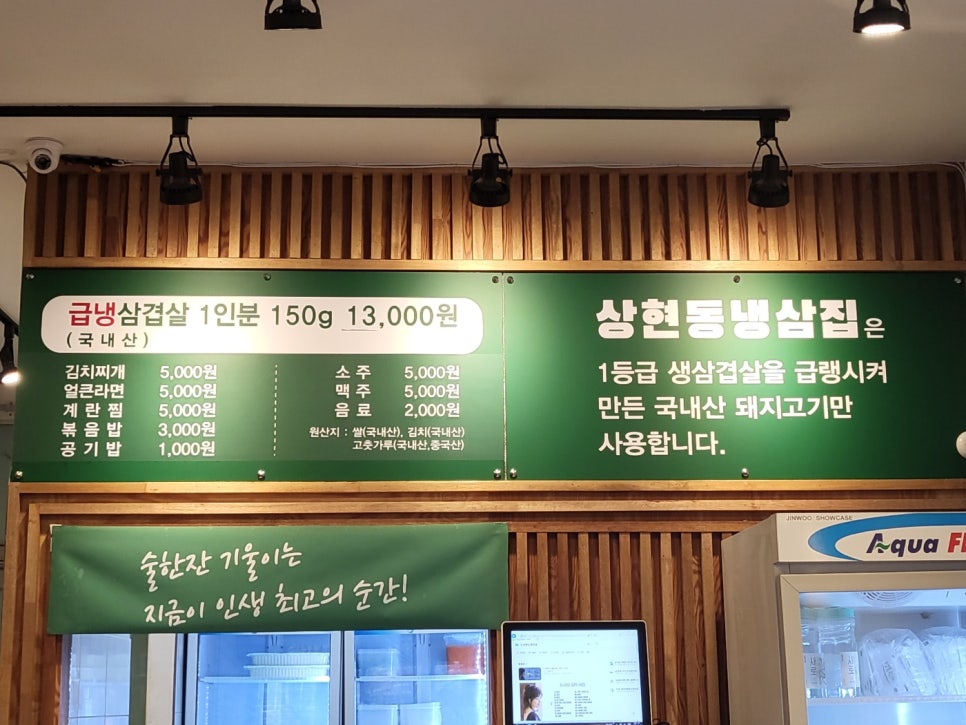 급냉삼겹살 1인분 150g 13,000원
(국내산)
김치찌개 5,000원
얼큰라면 5,000원
계란찜 5,000원
볶음밥 3,000원
공기밥 1,000원
소주 5,000원
맥주 5,000원
음료 2,000원
원산지 : 쌀(국내산), 김치(국내산)
고춧가루(국내산,중국산)
상현동냉삼집은
1등급 생삼겹살을 급랭시켜
만든 국내산 돼지고기만
사용합니다.
술한잔 기울이는
지금이 인생 최고의 순간!
JINWOO SHOWCASE
Aqua